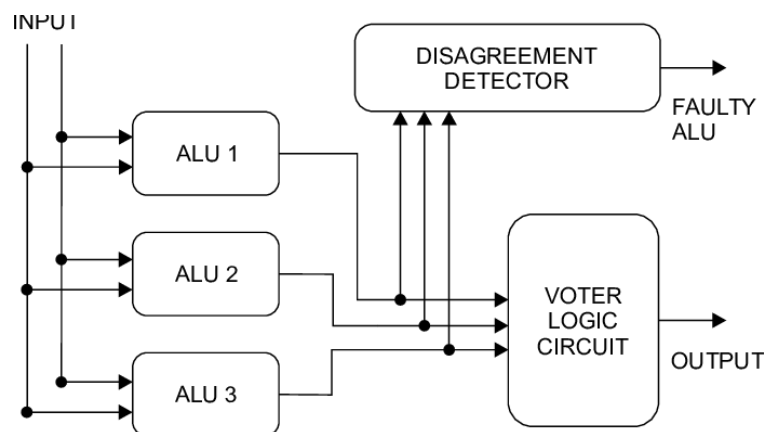 INPUT
DISAGREEMENT
DETECTOR
FAULTY
ALU
ALU 1
ALU 2
VOTER
LOGIC
CIRCUIT
OUTPUT
ALU 3